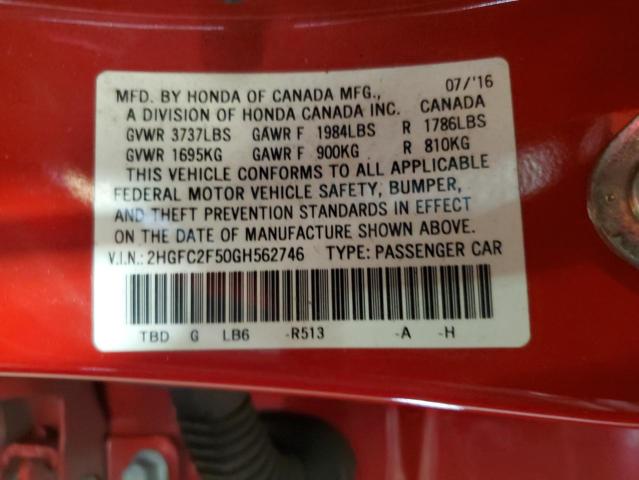 MFD. BY HONDA OF CANADA MFG., 07/'16
A DIVISION OF HONDA CANADA INC. CANADA
GVWR 3737LBS GAWR F 1984LBS R 1786LBS
GVWR 1695KG GAWR F 900KG R 810KG
THIS VEHICLE CONFORMS TO ALL APPLICABLE
FEDERAL MOTOR VEHICLE SAFETY, BUMPER,
AND THEFT PREVENTION STANDARDS IN EFFECT
ON THE DATE OF MANUFACTURE SHOWN ABOVE.
V.I.N.: 2HGFC2F50GH562746 TYPE: PASSENGER CAR
TBD G LB6 -R513 -A -H